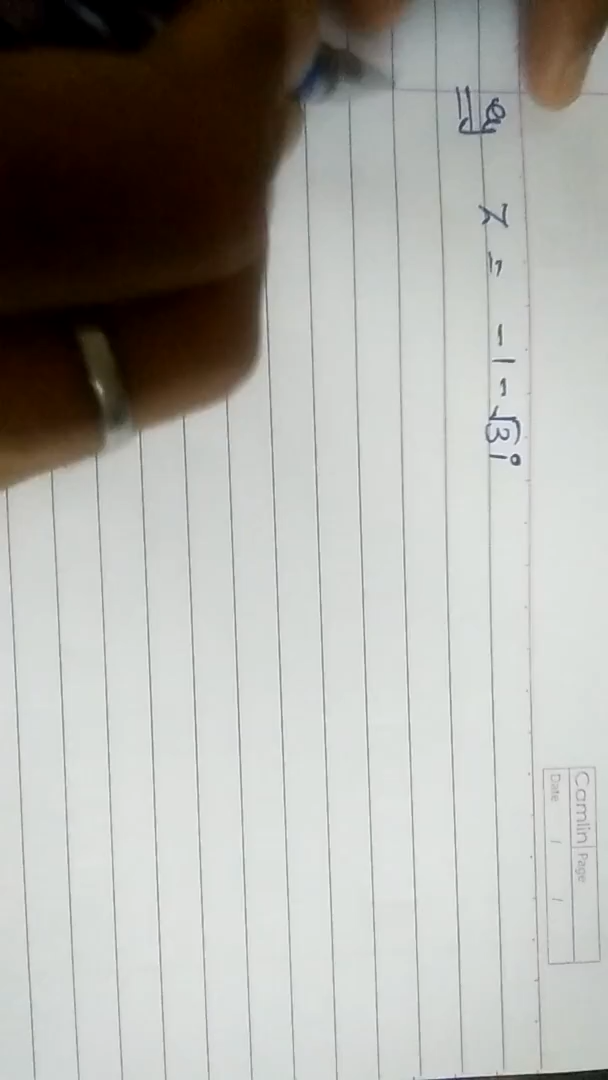 Camlin Page
Date / /
Q z = -1 - √3 i